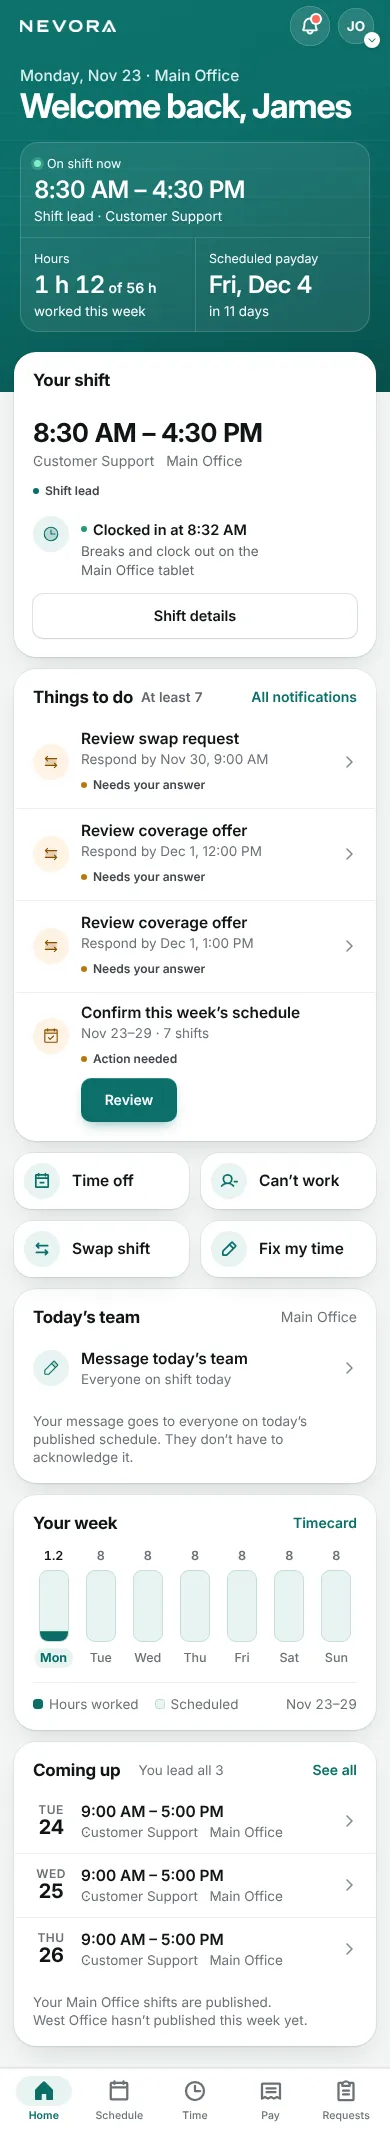 NEVORA
JO
Monday, Nov 23 · Main Office
Welcome back, James
On shift now
8:30 AM – 4:30 PM
Shift lead · Customer Support
Hours
1 h 12 of 56 h
worked this week
Scheduled payday
Fri, Dec 4
in 11 days
Your shift
8:30 AM – 4:30 PM
Customer Support Main Office
Shift lead
Clocked in at 8:32 AM
Breaks and clock out on the
Main Office tablet
Shift details
Things to do At least 7 All notifications
Review swap request
Respond by Nov 30, 9:00 AM
Needs your answer
Review coverage offer
Respond by Dec 1, 12:00 PM
Needs your answer
Review coverage offer
Respond by Dec 1, 1:00 PM
Needs your answer
Confirm this week’s schedule
Nov 23–29 · 7 shifts
Action needed
Review
Time off
Can’t work
Swap shift
Fix my time
Today’s team Main Office
Message today’s team
Everyone on shift today
Your message goes to everyone on today’s
published schedule. They don’t have to
acknowledge it.
Your week Timecard
1.2 8 8 8 8 8 8
Mon Tue Wed Thu Fri Sat Sun
Hours worked Scheduled Nov 23–29
Coming up You lead all 3 See all
TUE
24
9:00 AM – 5:00 PM
Customer Support Main Office
WED
25
9:00 AM – 5:00 PM
Customer Support Main Office
THU
26
9:00 AM – 5:00 PM
Customer Support Main Office
Your Main Office shifts are published.
West Office hasn’t published this week yet.
Home Schedule Time Pay Requests